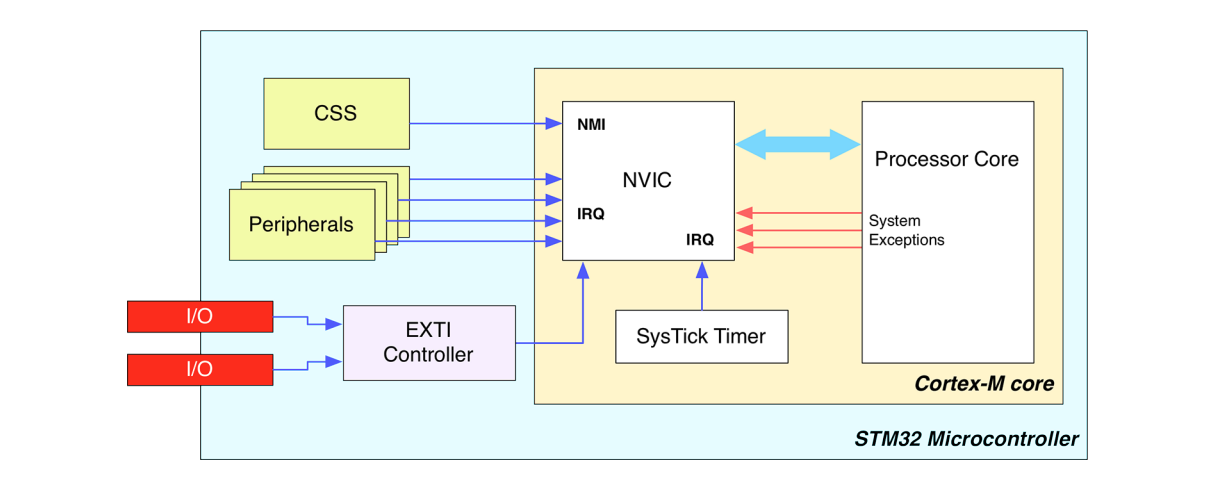 CSS
NMI
NVIC
Processor Core
Peripherals
IRQ
System
Exceptions
IRQ
I/O
EXTI
Controller
SysTick Timer
I/O
Cortex-M core
STM32 Microcontroller